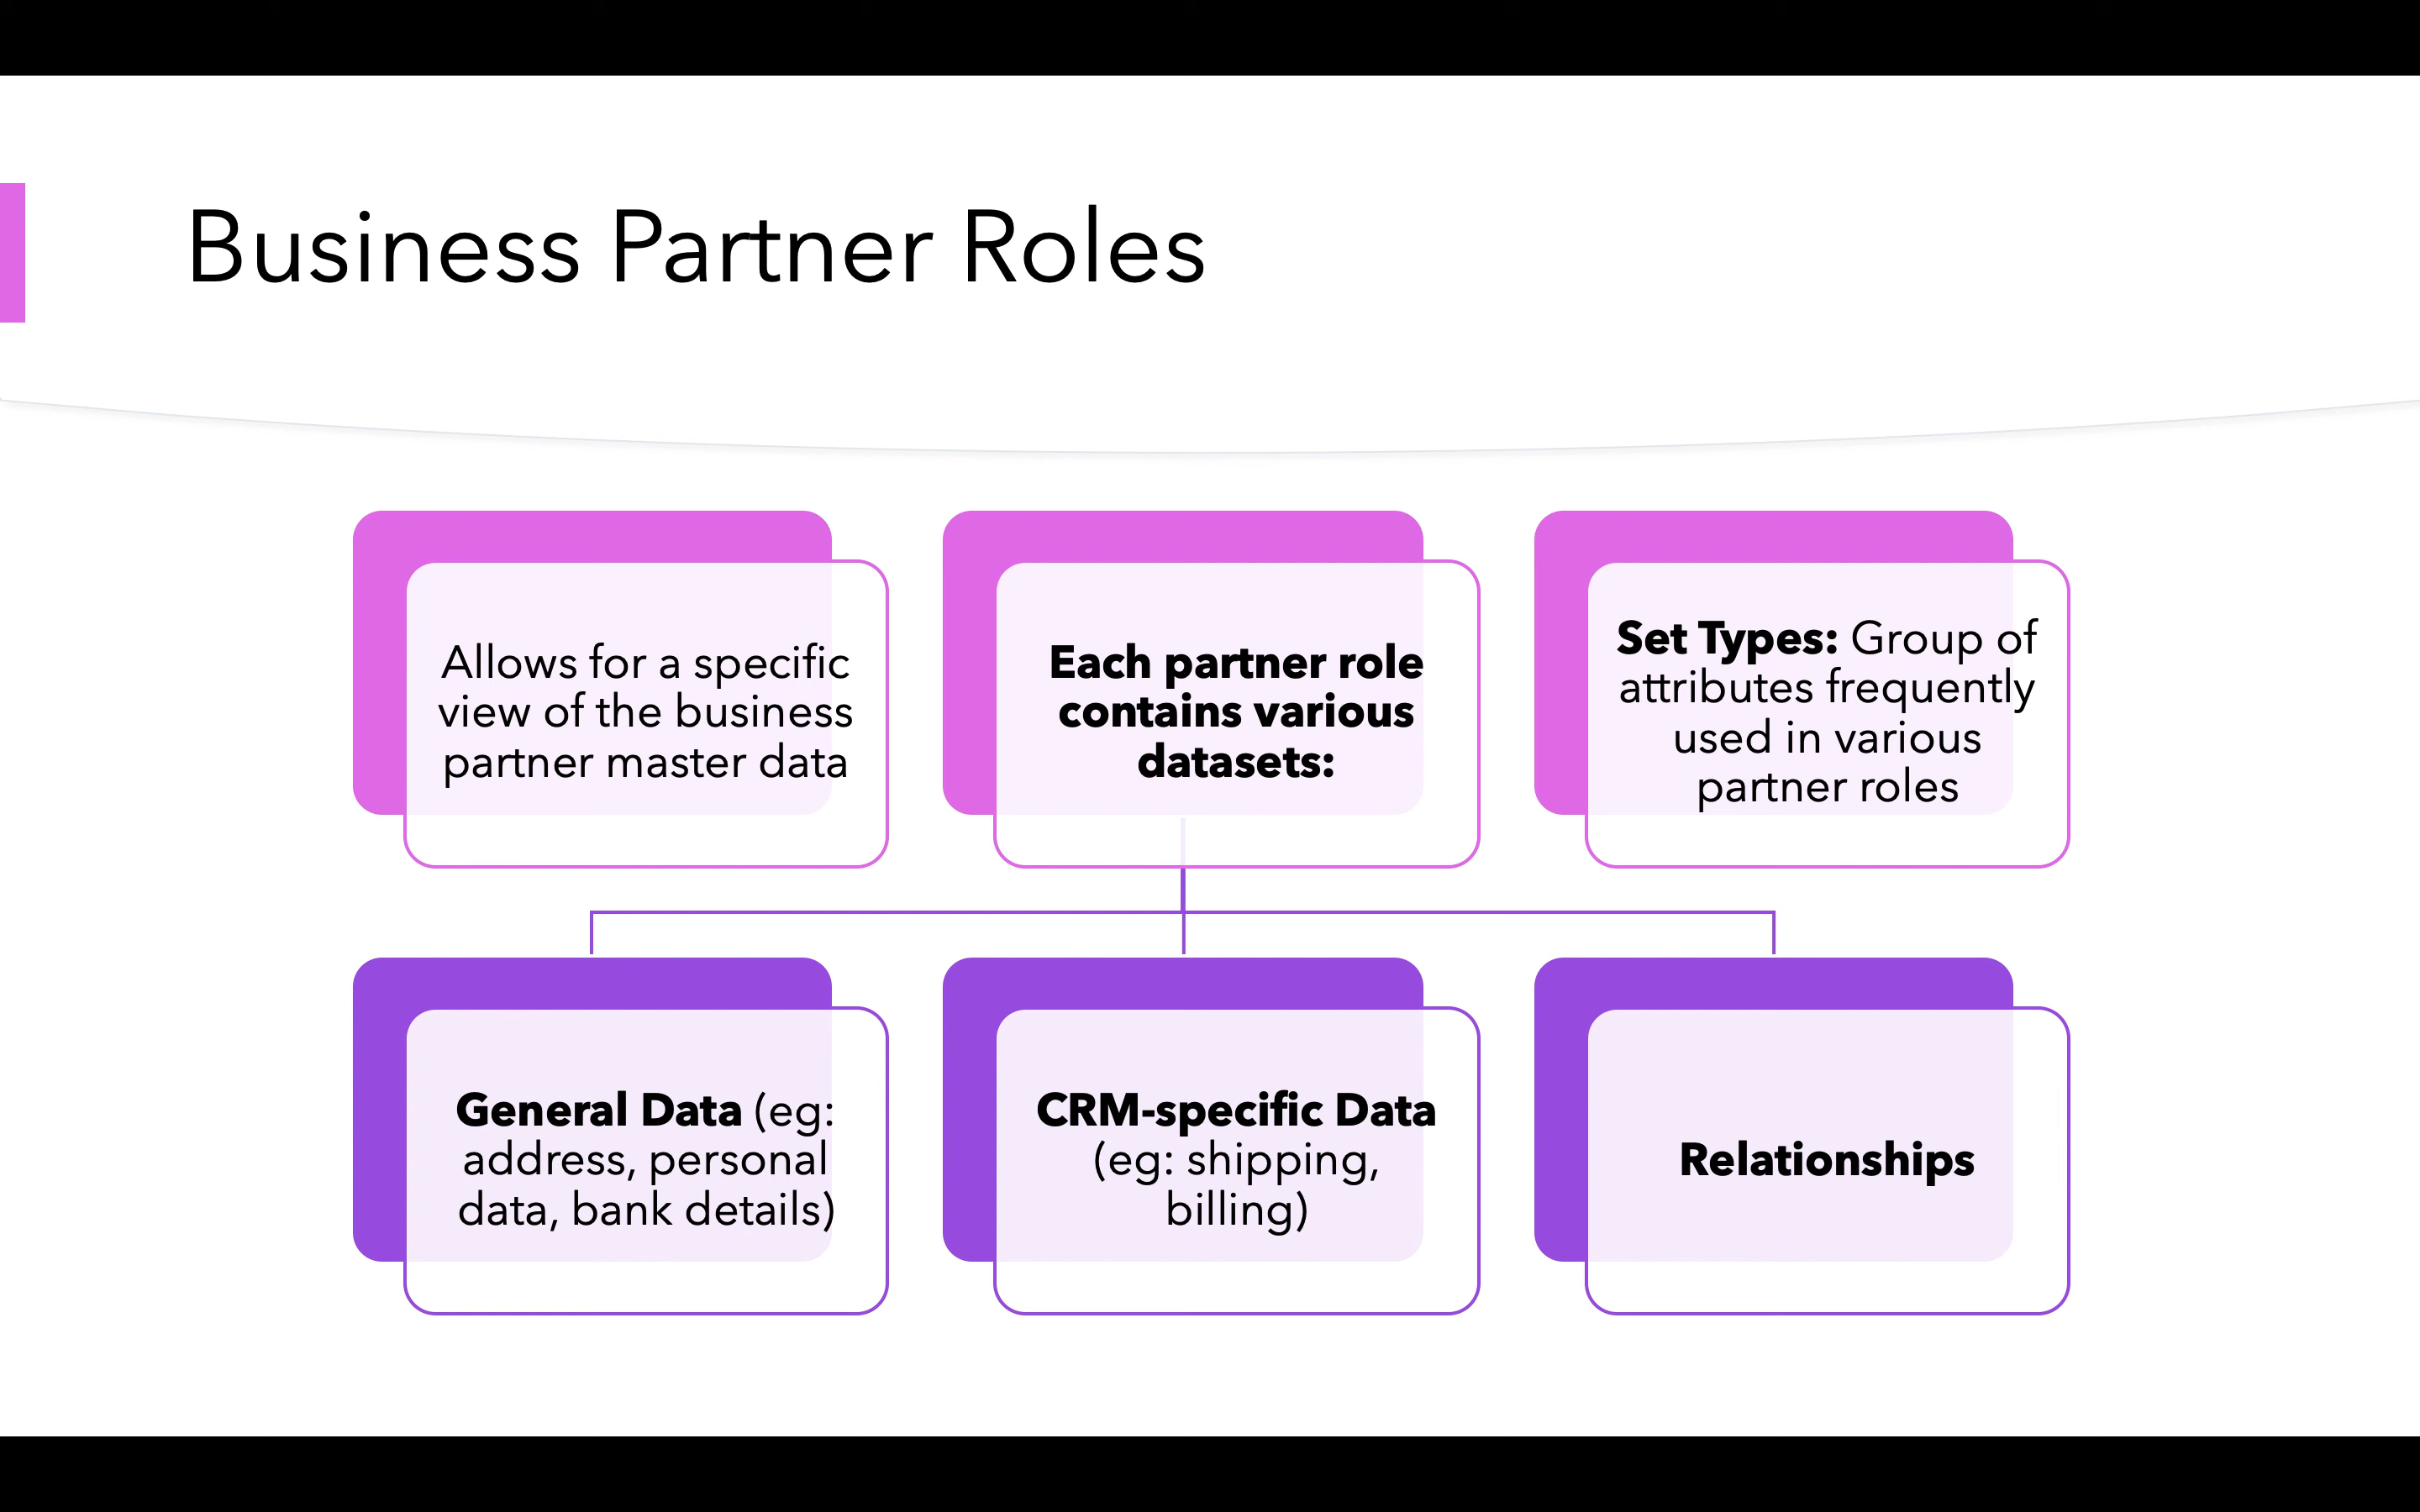 Business Partner Roles
Allows for a specific
view of the business
partner master data
Each partner role
contains various
datasets:
Set Types: Group of
attributes frequently
used in various
partner roles
General Data (eg:
address, personal
data, bank details)
CRM-specific Data
(eg: shipping,
billing)
Relationships